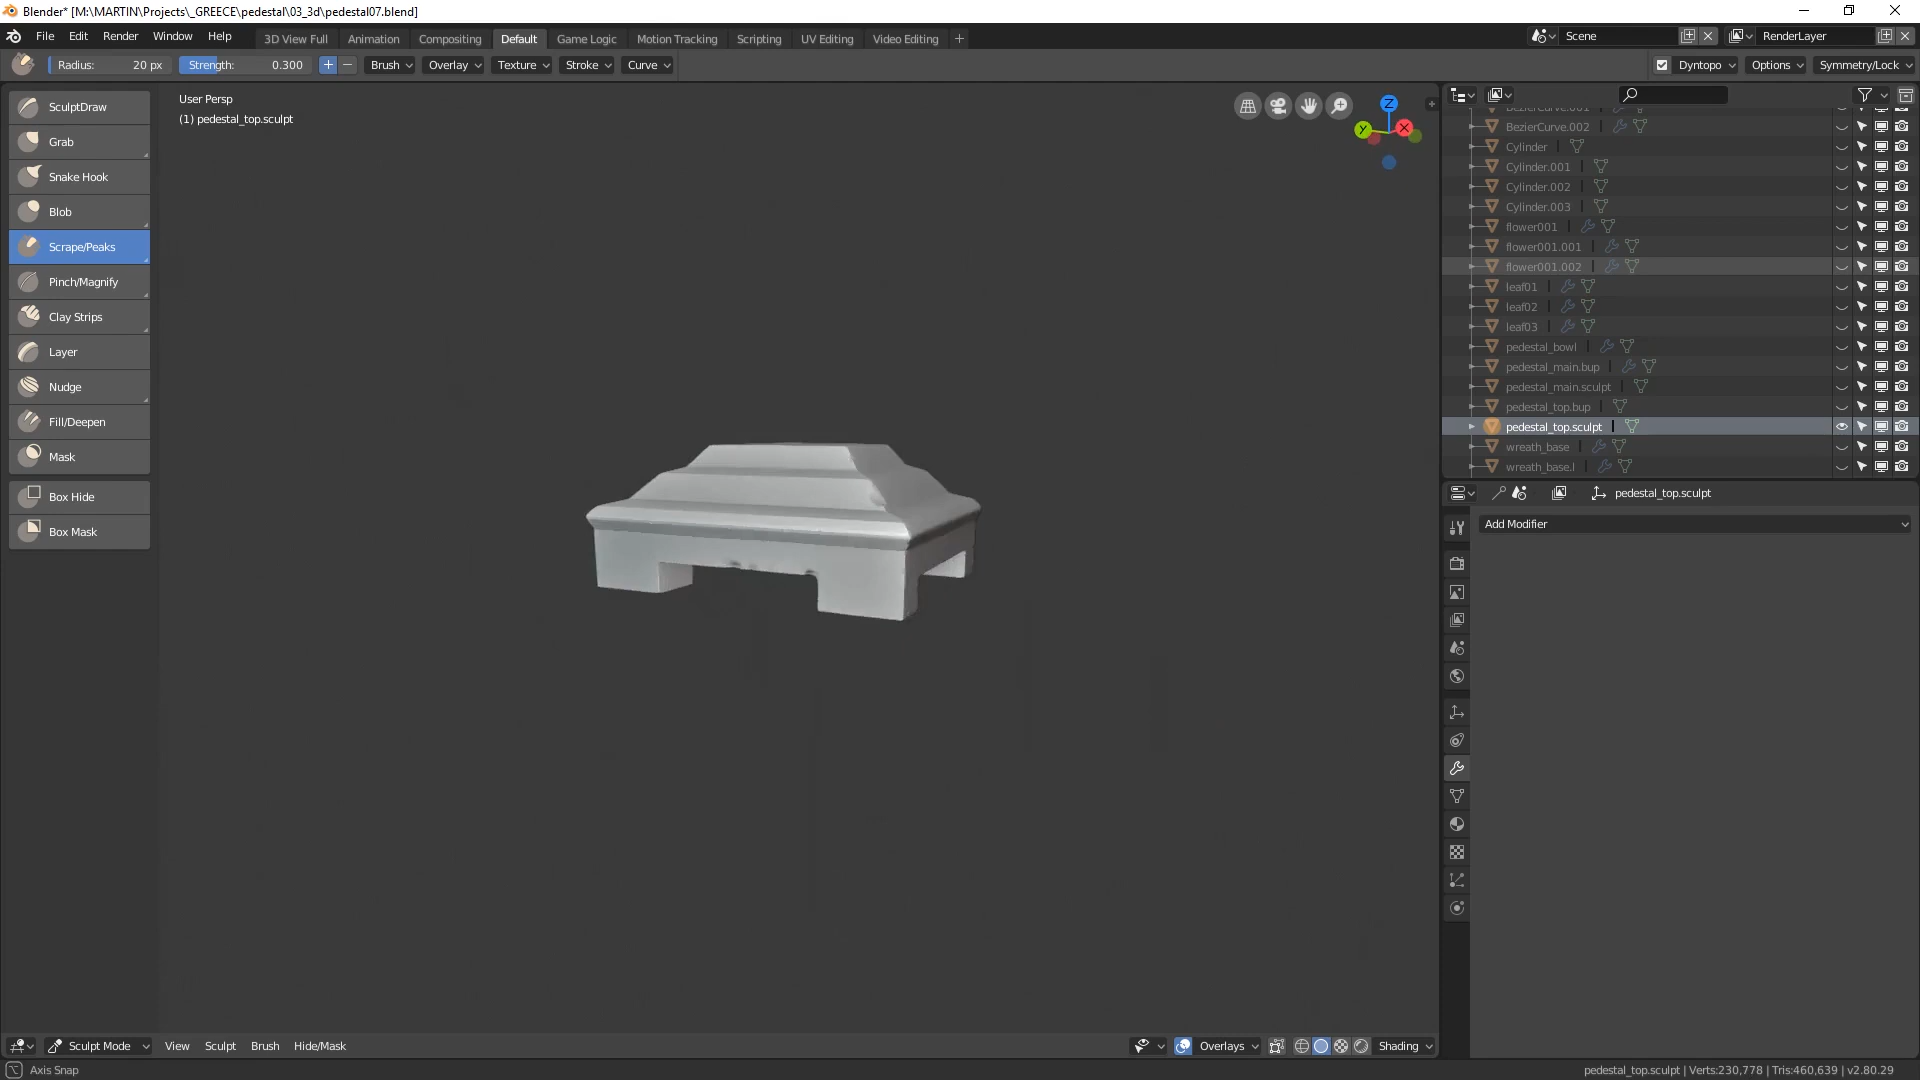 Blender* [M:\MARTIN\Projects\_GREECE\pedestal\03_3d\pedestal07.blend]
File Edit Render Window Help 3D View Full Animation Compositing Default Game Logic Motion Tracking Scripting UV Editing Video Editing Scene RenderLayer
Radius: 20 px Strength: 0.300 Brush Overlay Texture Stroke Curve Dyntopo Options Symmetry/Lock
SculptDraw
Grab
Snake Hook
Blob
Scrape/Peaks
Pinch/Magnify
Clay Strips
Layer
Nudge
Fill/Deepen
Mask
Box Hide
Box Mask
User Persp
(1) pedestal_top.sculpt
Z
Y
X
BezierCurve.001
BezierCurve.002
Cylinder
Cylinder.001
Cylinder.002
Cylinder.003
flower001
flower001.001
flower001.002
leaf01
leaf02
leaf03
pedestal_bowl
pedestal_main.bup
pedestal_main.sculpt
pedestal_top.bup
pedestal_top.sculpt
wreath_base
wreath_base.l
pedestal_top.sculpt
Add Modifier
Sculpt Mode View Sculpt Brush Hide/Mask Overlays Shading
Axis Snap
pedestal_top.sculpt | Verts:230,778 | Tris:460,639 | v2.80.29